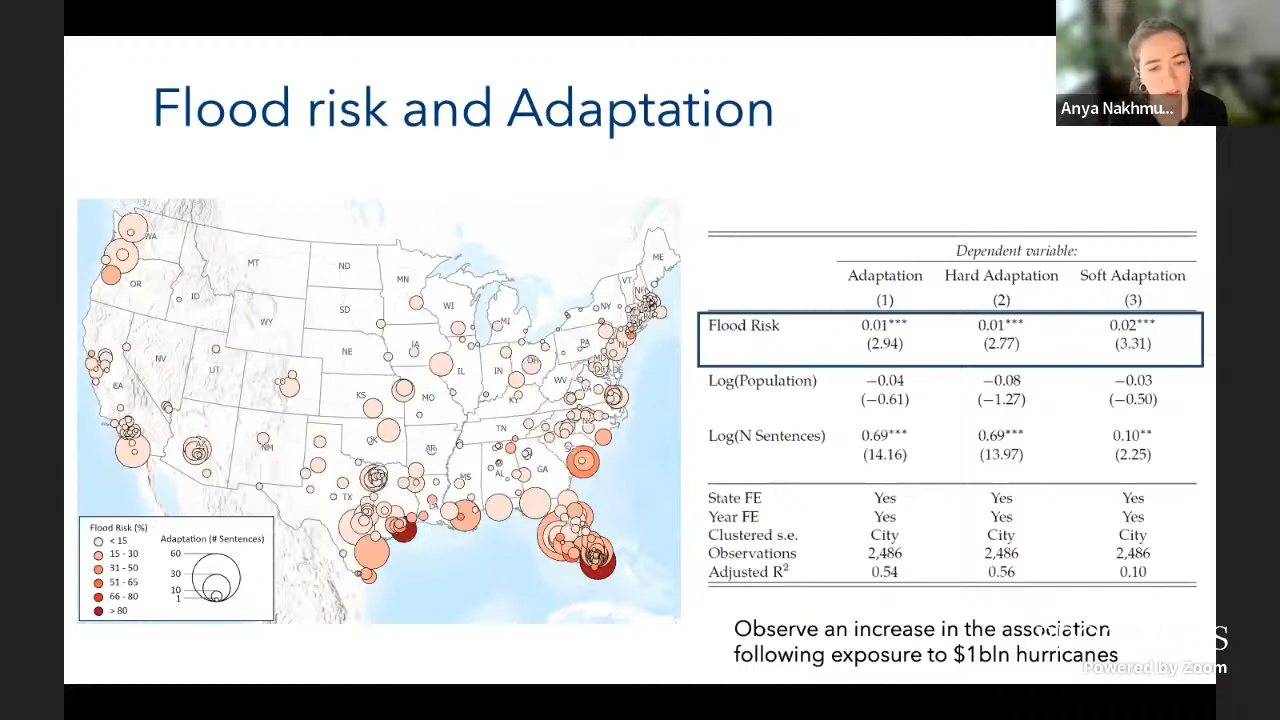 Anya Nakhmu...
Flood risk and Adaptation
WA
OR
ID
MT
ND
MN
SD
WY
NV
UT
CA
NE
IA
WI
MI
IL
IN
OH
PA
NY
VT
NH
ME
NJ
MD
DE
WV
VA
KY
KS
MO
CO
OK
AR
TN
NC
SC
GA
AL
MS
LA
TX
NM
AZ
FL
Flood Risk (%)
< 15
15 - 30
31 - 50
51 - 65
66 - 80
> 80
Adaptation (# Sentences)
60
30
10
1
Dependent variable:
Adaptation Hard Adaptation Soft Adaptation
(1) (2) (3)
Flood Risk 0.01*** 0.01*** 0.02***
(2.94) (2.77) (3.31)
Log(Population) −0.04 −0.08 −0.03
(−0.61) (−1.27) (−0.50)
Log(N Sentences) 0.69*** 0.69*** 0.10**
(14.16) (13.97) (2.25)
State FE Yes Yes Yes
Year FE Yes Yes Yes
Clustered s.e. City City City
Observations 2,486 2,486 2,486
Adjusted R² 0.54 0.56 0.10
Observe an increase in the association
following exposure to $1bln hurricanes
Powered by Zoom